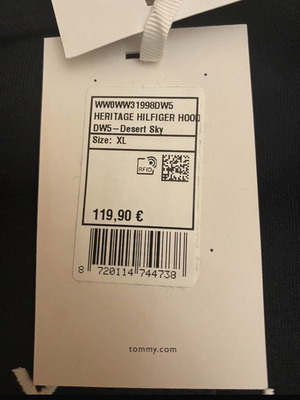 WW0WW31998DW5
HERITAGE HILFIGER HOOD
DW5-Desert Sky
Size: XL
RFID
119,90 €
8 720114 744738
tommy.com